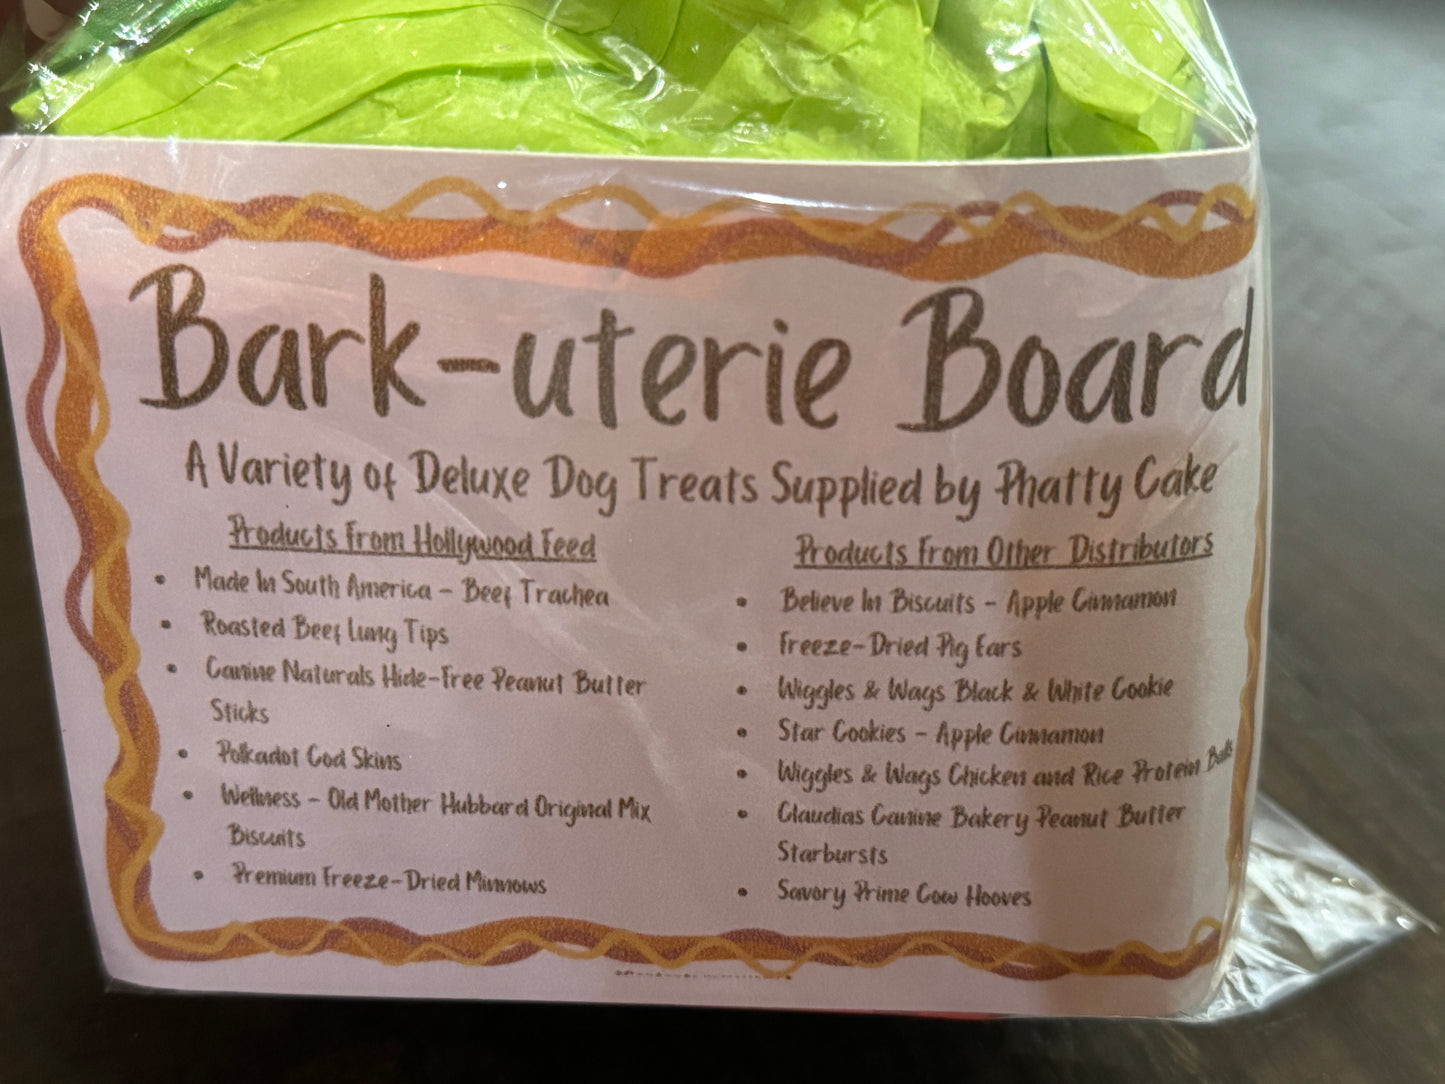 Bark-uterie Board
A Variety of Deluxe Dog Treats Supplied by Phatty Cake
Products From Hollywood Feed
• Made In South America - Beef Trachea
• Roasted Beef Lung Tips
• Canine Naturals Hide-Free Peanut Butter
Sticks
• Polkadot Cod Skins
• Wellness - Old Mother Hubbard Original Mix
Biscuits
• Premium Freeze-Dried Minnows
Products From Other Distributors
• Believe In Biscuits - Apple Cinnamon
• Freeze-Dried Pig Ears
• Wiggles & Wags Black & White Cookie
• Star Cookies - Apple Cinnamon
• Wiggles & Wags Chicken and Rice Protein Balls
• Claudias Canine Bakery Peanut Butter
Starbursts
• Savory Prime Cow Hooves